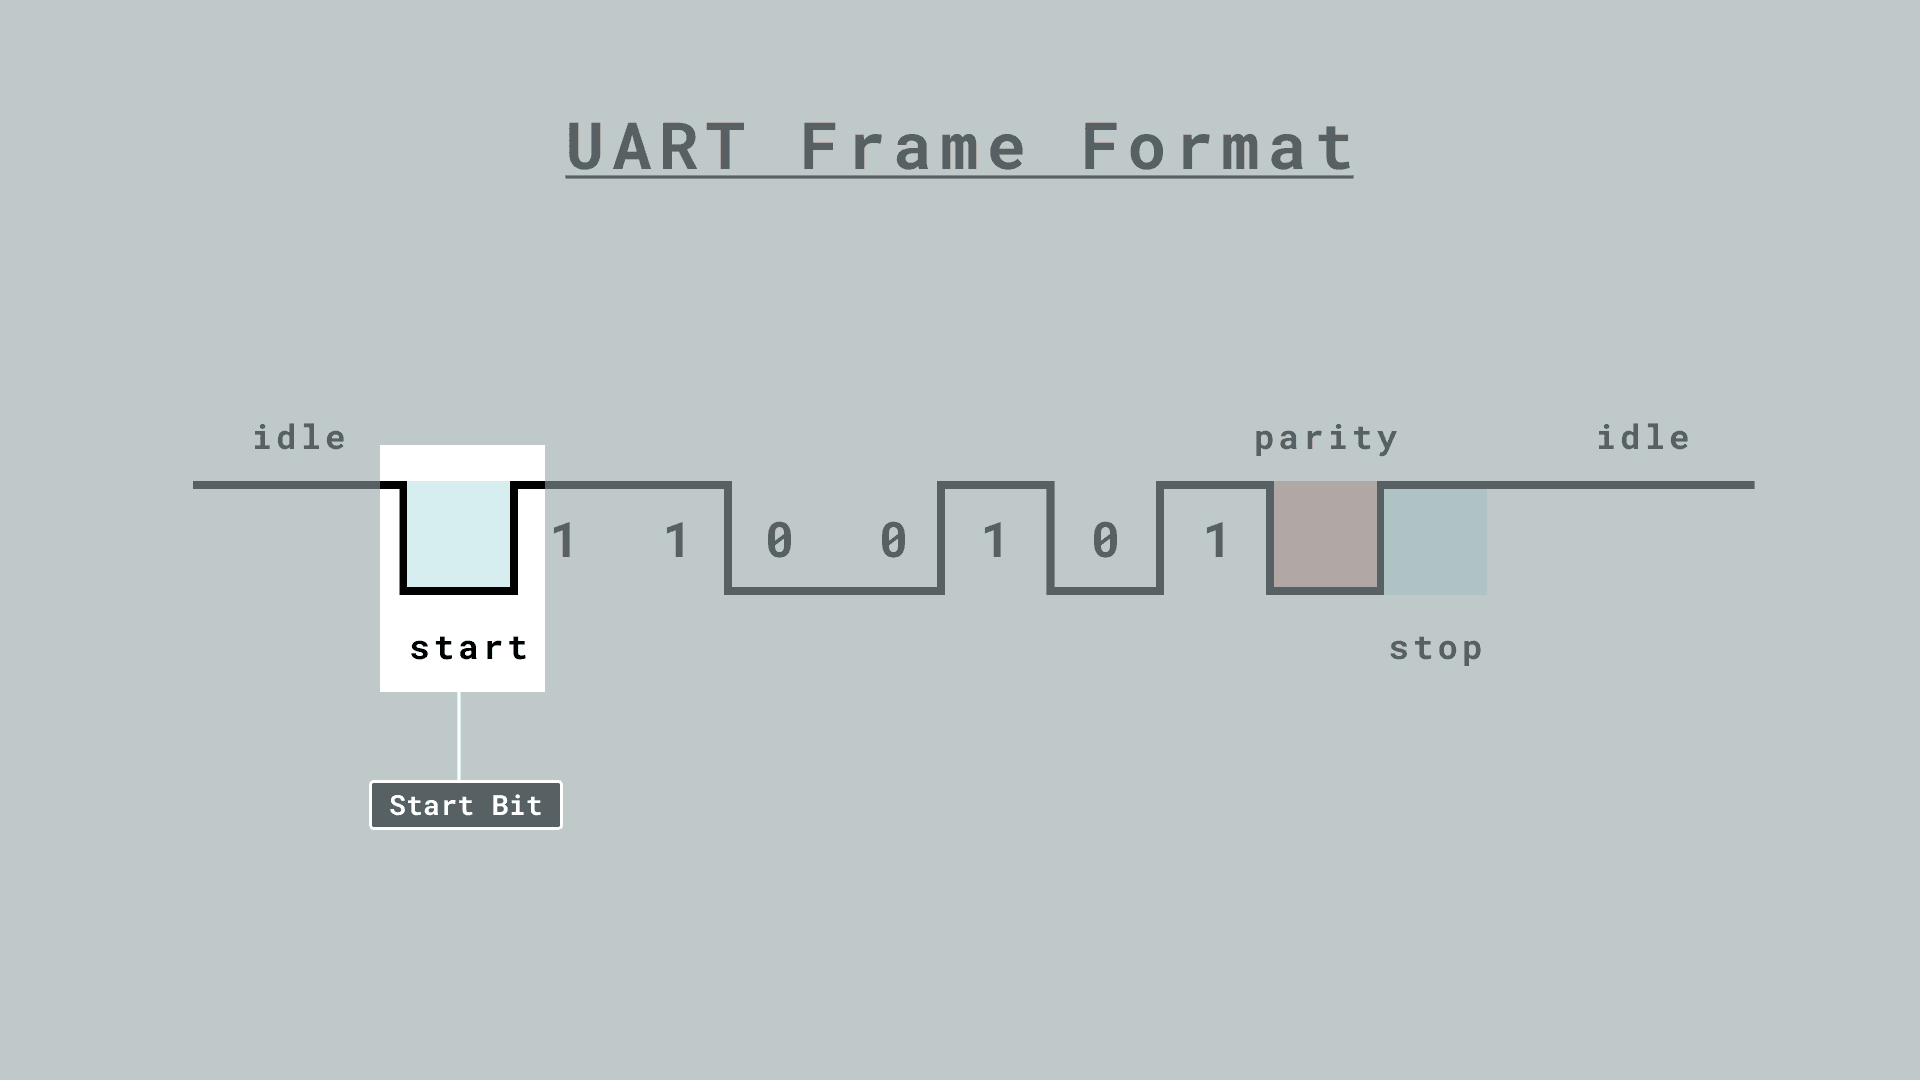 UART Frame Format
idle parity idle
1 1 0 0 1 0 1
start stop
Start Bit